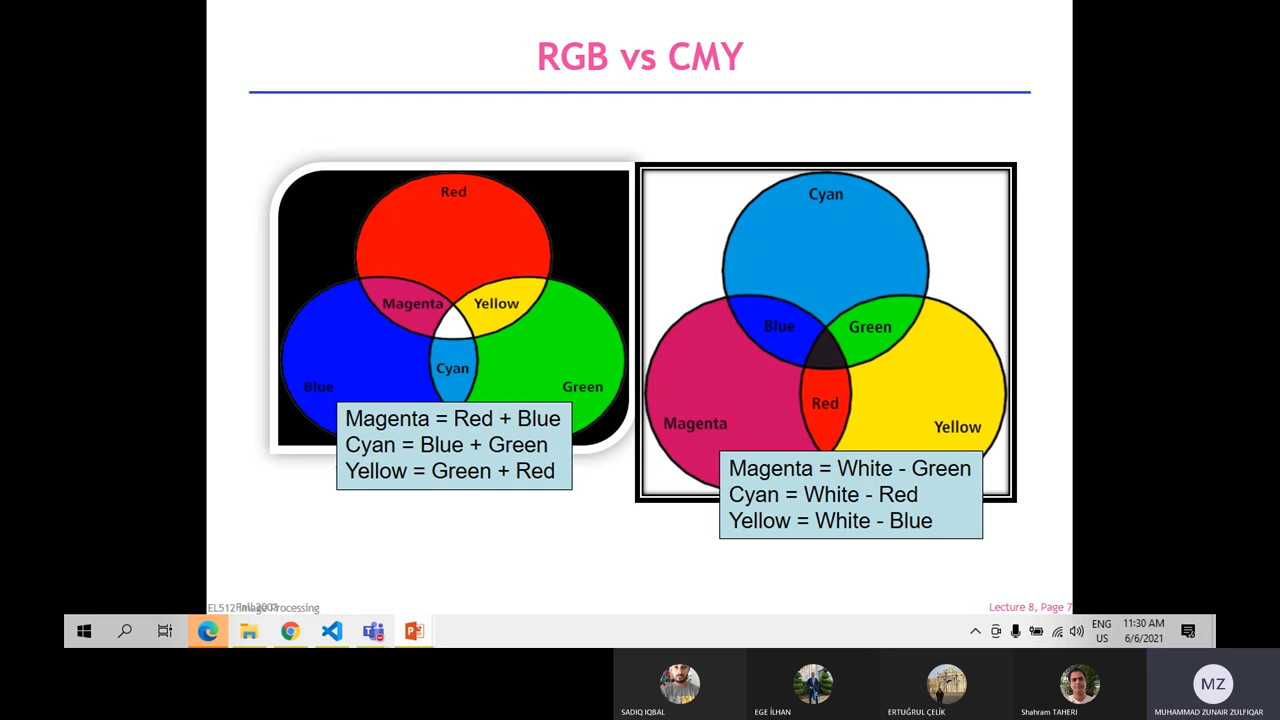 RGB vs CMY
Red
Magenta
Yellow
Cyan
Blue
Green
Magenta = Red + Blue
Cyan = Blue + Green
Yellow = Green + Red
Cyan
Blue
Green
Red
Magenta
Yellow
Magenta = White - Green
Cyan = White - Red
Yellow = White - Blue
EL512 Image Processing
Lecture 8, Page 7
ENG
US
11:30 AM
6/6/2021
MZ
SADIQ IQBAL
EGE İLHAN
ERTUĞRUL ÇELİK
Shahram TAHERI
MUHAMMAD ZUNAIR ZULFIQAR